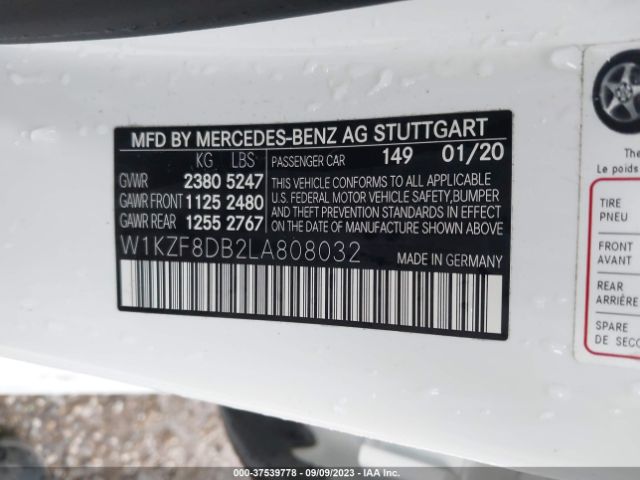 MFD BY MERCEDES-BENZ AG STUTTGART
KG LBS
PASSENGER CAR 149 01/20
GVWR 2380 5247
GAWR FRONT 1125 2480
GAWR REAR 1255 2767
THIS VEHICLE CONFORMS TO ALL APPLICABLE
U.S. FEDERAL MOTOR VEHICLE SAFETY,BUMPER
AND THEFT PREVENTION STANDARDS IN EFFECT
ON THE DATE OF MANUFACTURE SHOWN ABOVE.
W1KZF8DB2LA808032
MADE IN GERMANY
The
Le poids
TIRE
PNEU
FRONT
AVANT
REAR
ARRIÈRE
SPARE
DE SECO
000-37539778 - 09/09/2023 - IAA Inc.